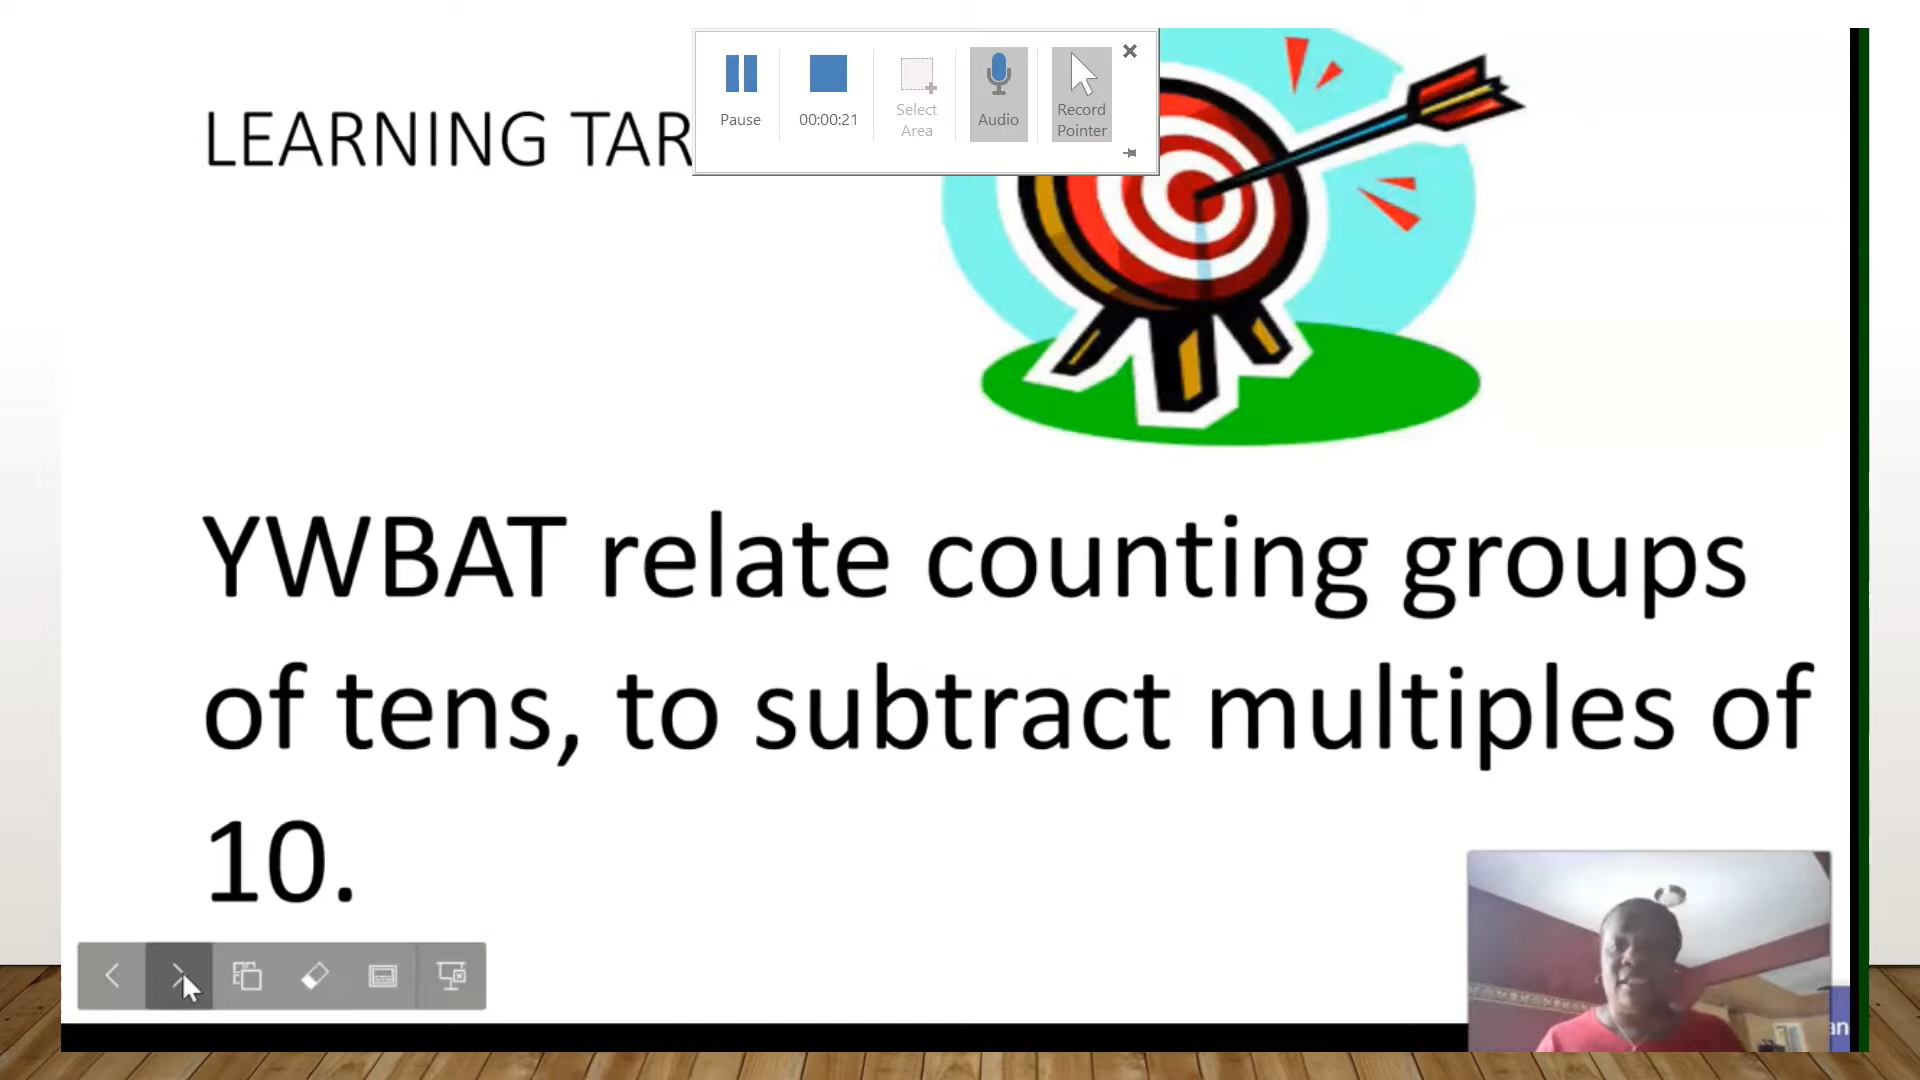 LEARNING TAR
Pause
00:00:21
Select
Area
Audio
Record
Pointer
YWBAT relate counting groups
of tens, to subtract multiples of
10.
an